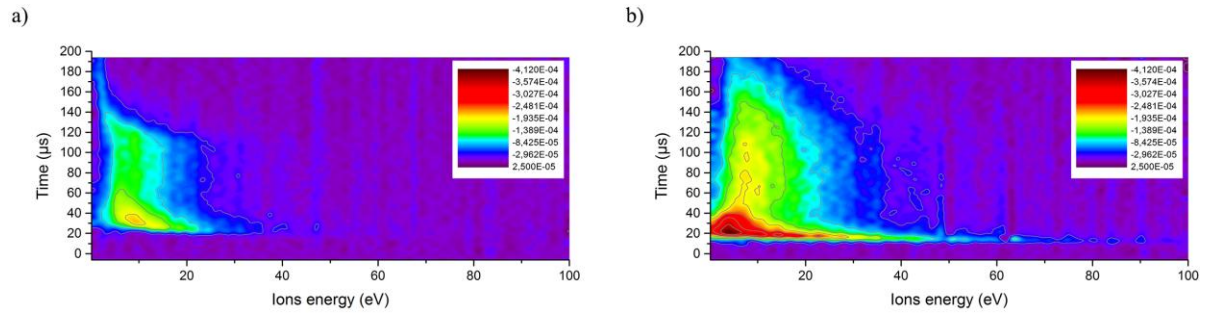 a)
200
180
160
140
120
100
80
60
40
20
0
Time (µs)
20
40
60
80
100
Ions energy (eV)
-4,120E-04
-3,574E-04
-3,027E-04
-2,481E-04
-1,935E-04
-1,389E-04
-8,425E-05
-2,962E-05
2,500E-05
b)
200
180
160
140
120
100
80
60
40
20
0
Time (µs)
20
40
60
80
100
Ions energy (eV)
-4,120E-04
-3,574E-04
-3,027E-04
-2,481E-04
-1,935E-04
-1,389E-04
-8,425E-05
-2,962E-05
2,500E-05